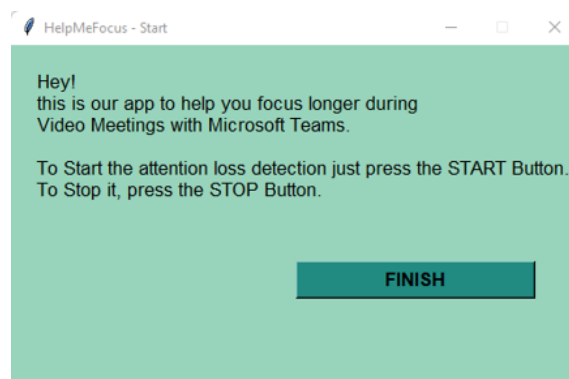 HelpMeFocus - Start
Hey!
this is our app to help you focus longer during
Video Meetings with Microsoft Teams.
To Start the attention loss detection just press the START Button.
To Stop it, press the STOP Button.
FINISH